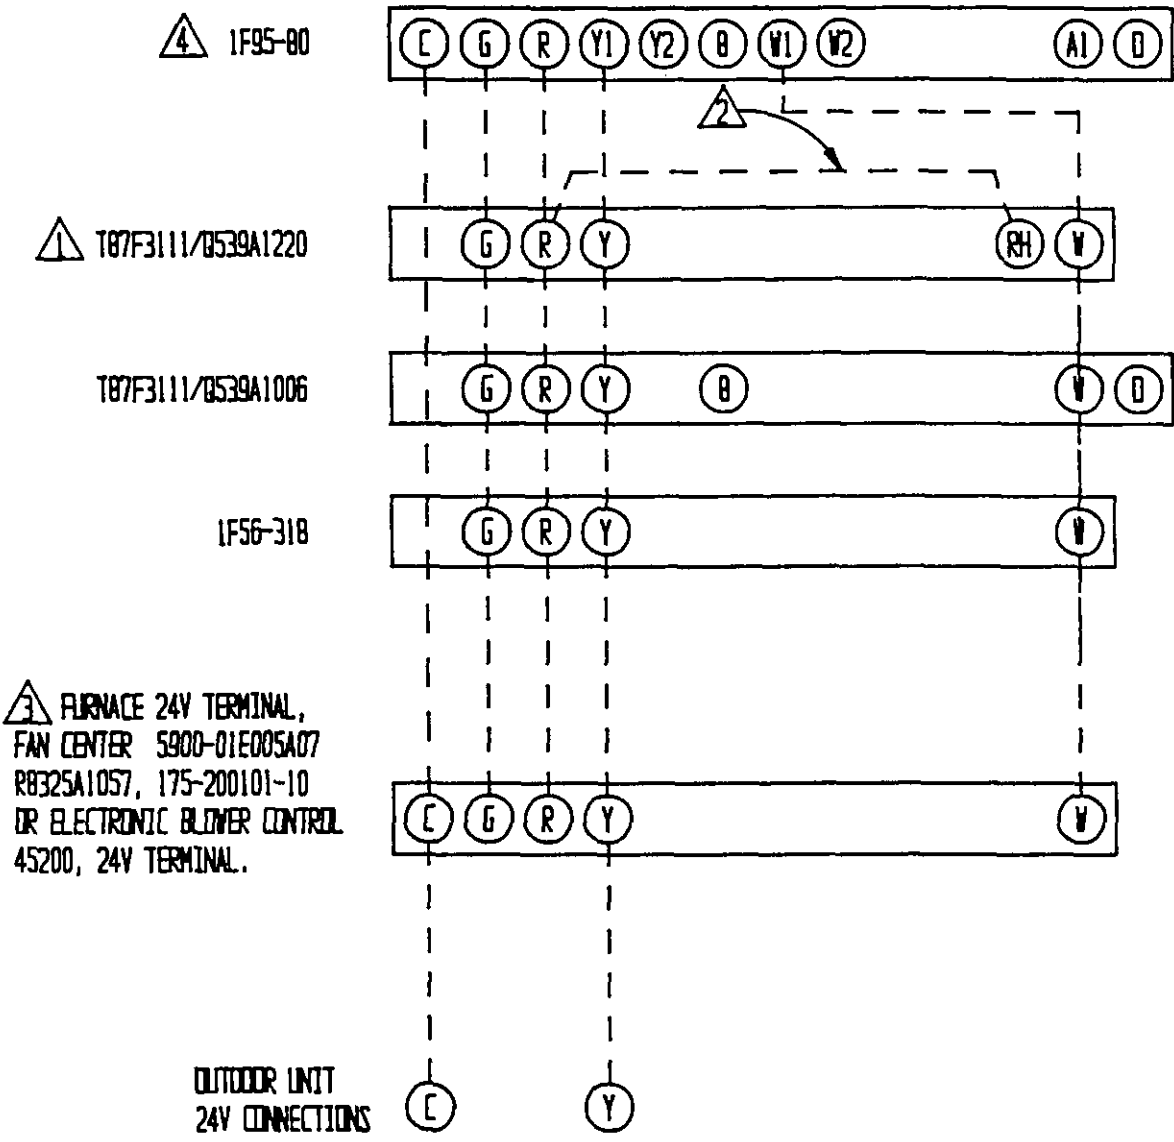 4 1F95-80 C G R Y1 Y2 B W1 W2 A1 O
2
1 T87F3111/Q539A1220 G R Y RH W
T87F3111/Q539A1006 G R Y B W O
1F56-318 G R Y W
3 FURNACE 24V TERMINAL,
FAN CENTER 5900-01E005A07
R8325A1057, 175-200101-10
OR ELECTRONIC BLOWER CONTROL
45200, 24V TERMINAL.
C G R Y W
OUTDOOR UNIT
24V CONNECTIONS
C Y